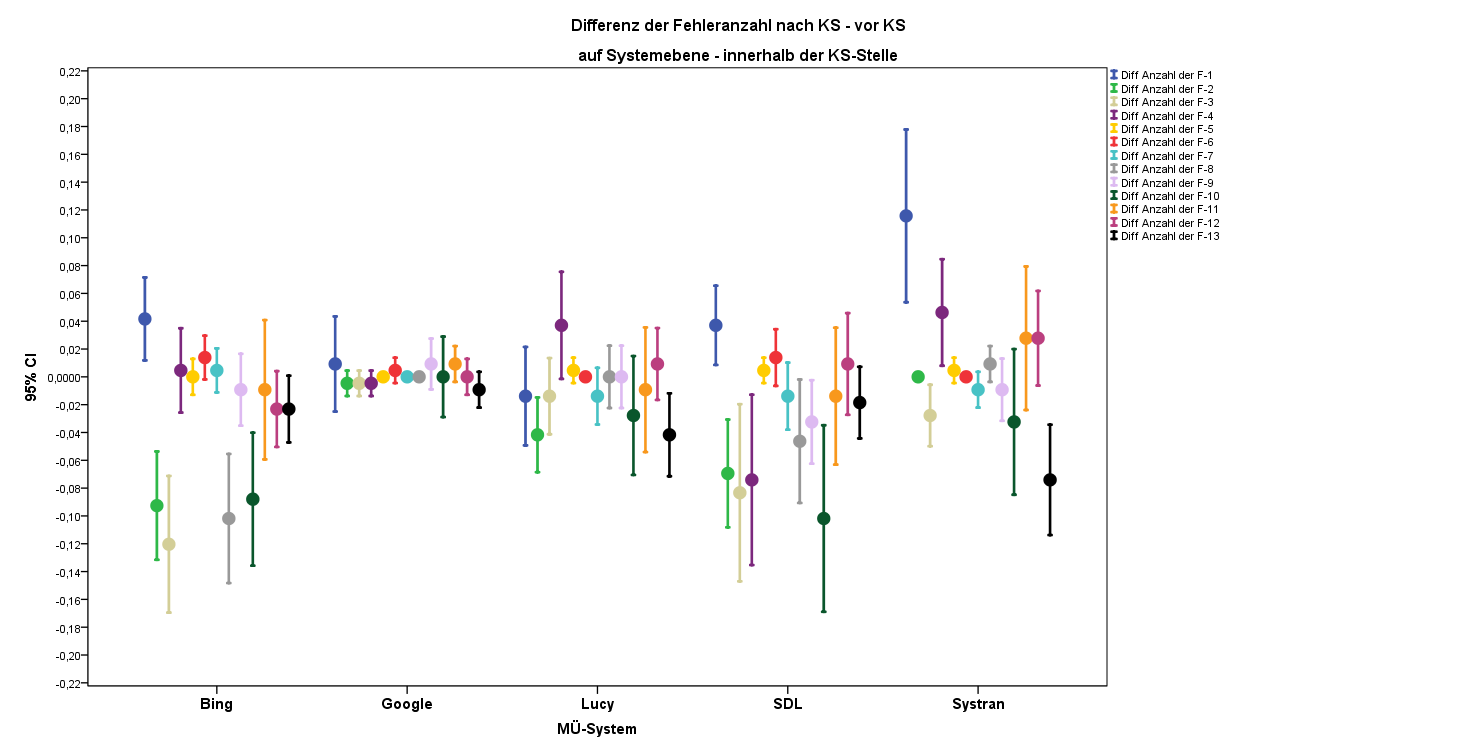 Differenz der Fehleranzahl nach KS - vor KS
auf Systemebene - innerhalb der KS-Stelle
0,22
0,20
0,18
0,16
0,14
0,12
0,10
0,08
0,06
0,04
0,02
0,0000
-0,02
-0,04
-0,06
-0,08
-0,10
-0,12
-0,14
-0,16
-0,18
-0,20
-0,22
95% CI
Bing
Google
Lucy
SDL
Systran
MÜ-System
Diff Anzahl der F-1
Diff Anzahl der F-2
Diff Anzahl der F-3
Diff Anzahl der F-4
Diff Anzahl der F-5
Diff Anzahl der F-6
Diff Anzahl der F-7
Diff Anzahl der F-8
Diff Anzahl der F-9
Diff Anzahl der F-10
Diff Anzahl der F-11
Diff Anzahl der F-12
Diff Anzahl der F-13